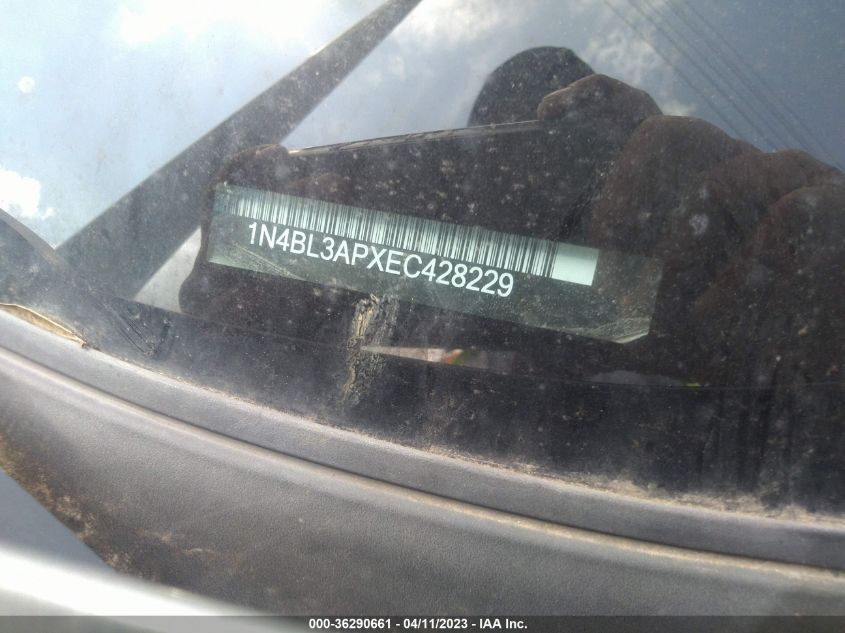 1N4BL3APXEC428229
000-36290661 - 04/11/2023 - IAA Inc.